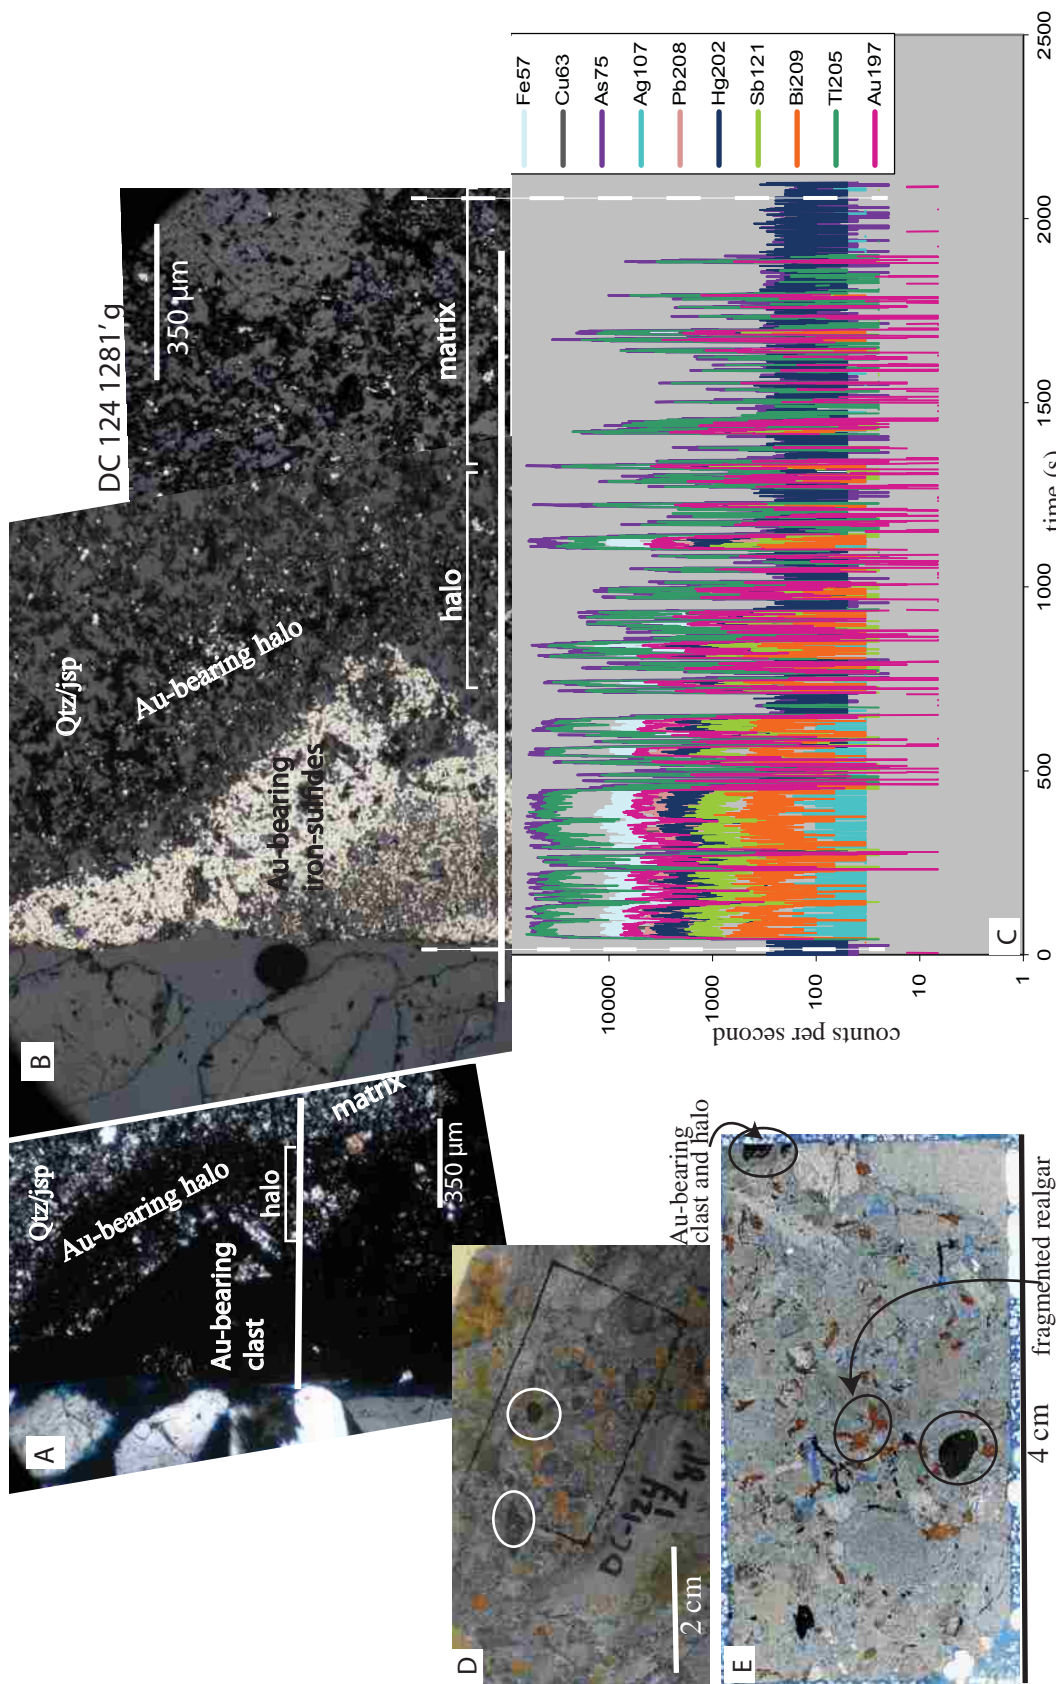 A
Qtz/jsp
Au-bearing halo
Au-bearing
clast
halo
matrix
350 μm
B
DC 124 1281' g
350 μm
Qtz/jsp
Au-bearing halo
Au-bearing
iron-sulfides
halo
matrix
C
counts per second
10000
1000
100
10
1
0
500
1000
1500
2000
2500
time (s)
Fe57
Cu63
As75
Ag107
Pb208
Hg202
Sb121
Bi209
Tl205
Au197
D
2 cm
DC-124
1281
E
Au-bearing
clast and halo
4 cm
fragmented realgar